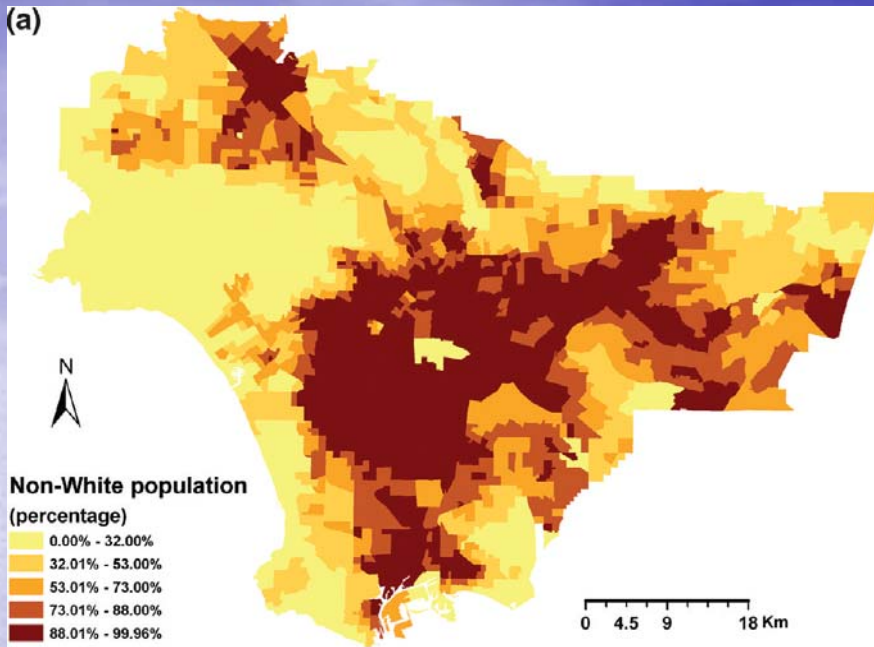 (a)
N
Non-White population
(percentage)
0.00% - 32.00%
32.01% - 53.00%
53.01% - 73.00%
73.01% - 88.00%
88.01% - 99.96%
0 4.5 9 18 Km